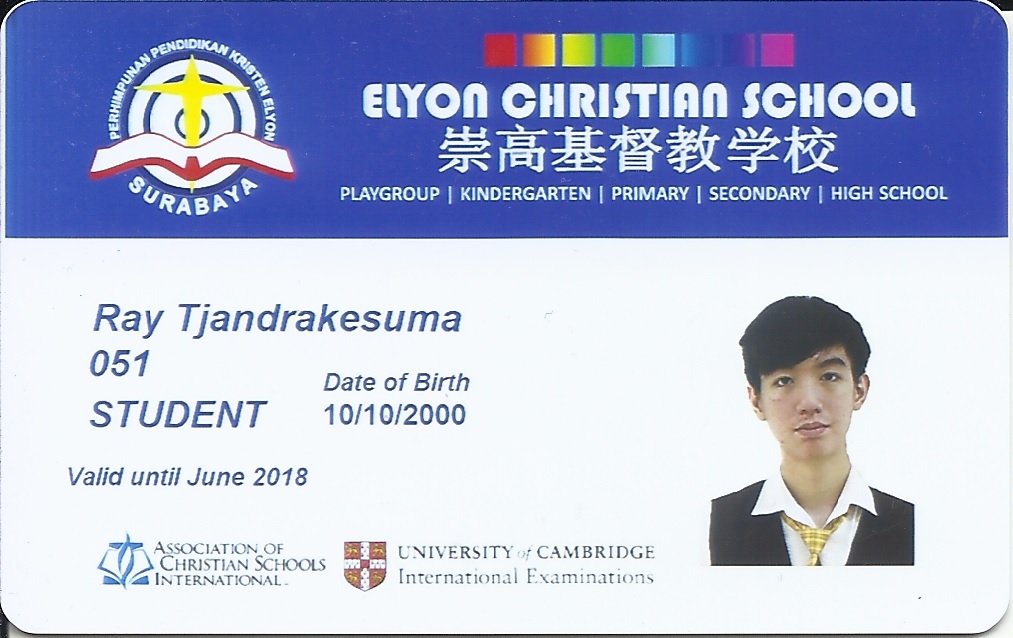 PERHIMPUNAN PENDIDIKAN KRISTEN ELYON
SURABAYA
ELYON CHRISTIAN SCHOOL
崇高基督教学校
PLAYGROUP | KINDERGARTEN | PRIMARY | SECONDARY | HIGH SCHOOL
Ray Tjandrakesuma
051
STUDENT
Date of Birth
10/10/2000
Valid until June 2018
ASSOCIATION OF
CHRISTIAN SCHOOLS
INTERNATIONAL
UNIVERSITY of CAMBRIDGE
International Examinations